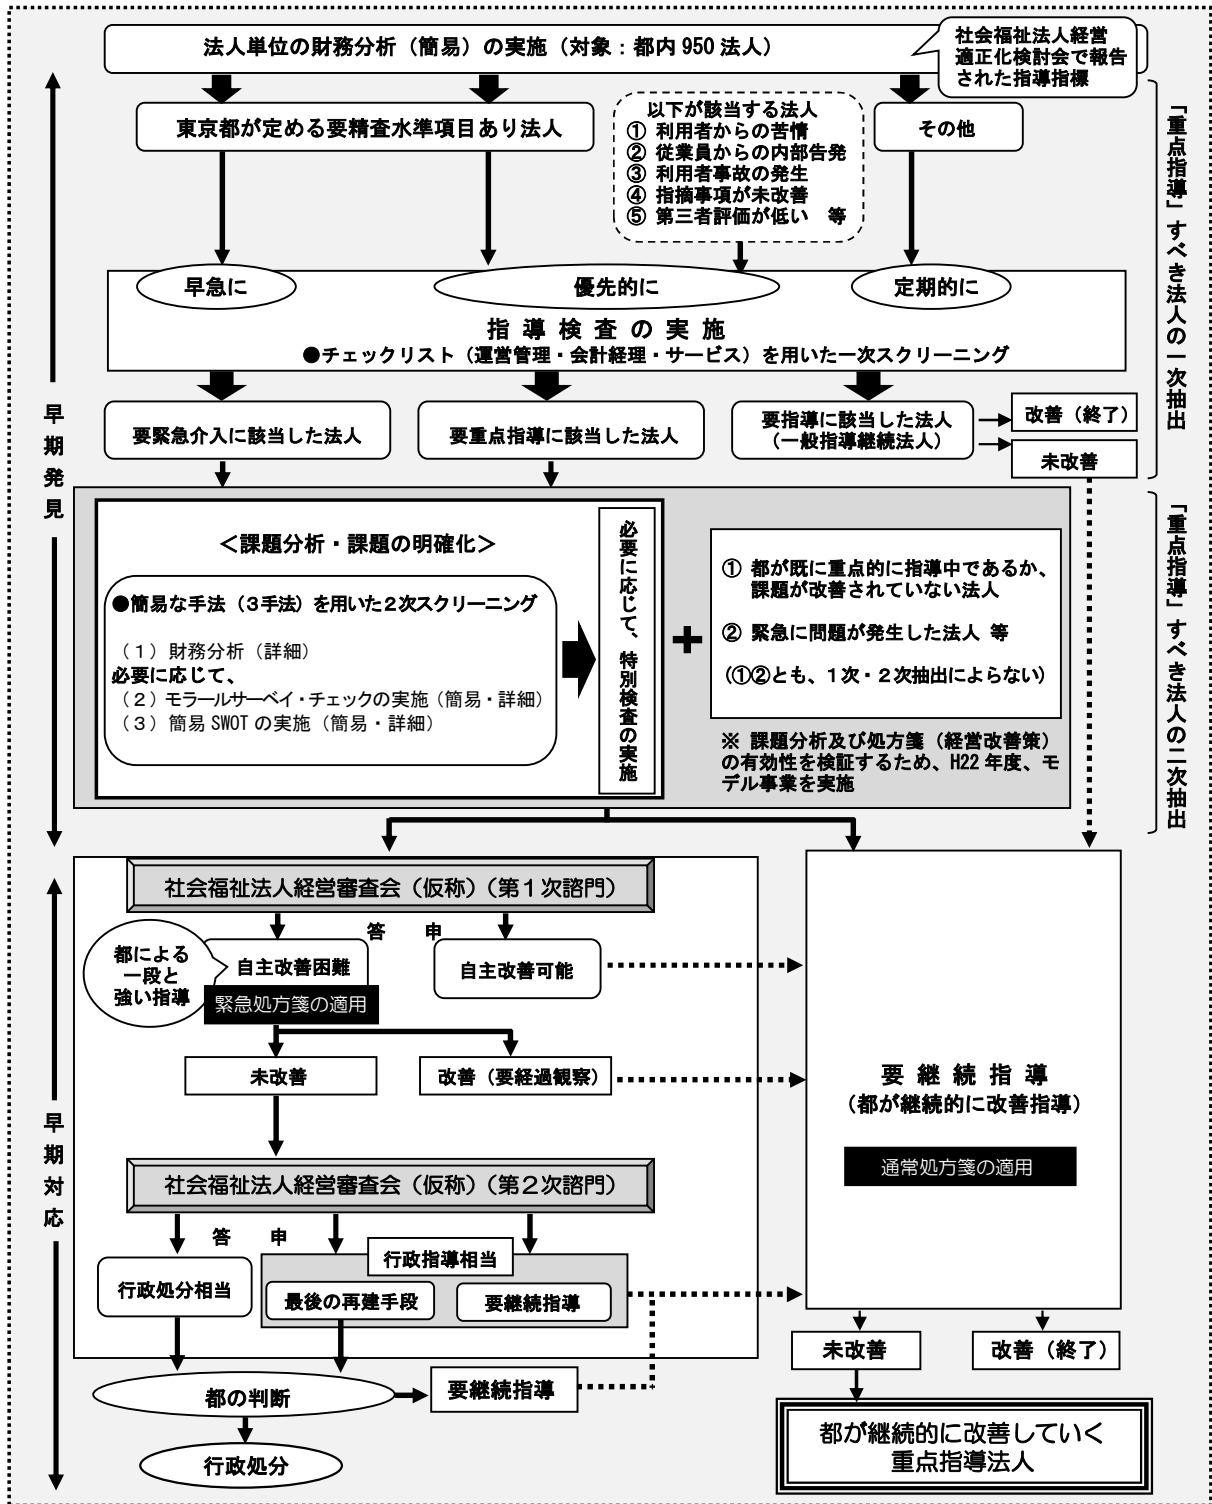 法人単位の財務分析（簡易）の実施（対象：都内950法人）
社会福祉法人経営
適正化検討会で報告
された指導指標
東京都が定める要精査水準項目あり法人
以下が該当する法人
① 利用者からの苦情
② 従業員からの内部告発
③ 利用者事故の発生
④ 指摘事項が未改善
⑤ 第三者評価が低い　等
その他
早急に
優先的に
定期的に
指導検査の実施
●チェックリスト（運営管理・会計経理・サービス）を用いた一次スクリーニング
要緊急介入に該当した法人
要重点指導に該当した法人
要指導に該当した法人
（一般指導継続法人）
改善（終了）
未改善
「重点指導」すべき法人の一次抽出
早期発見
＜課題分析・課題の明確化＞
●簡易な手法（３手法）を用いた２次スクリーニング
（１）財務分析（詳細）
必要に応じて、
（２）モラールサーベイ・チェックの実施（簡易・詳細）
（３）簡易SWOTの実施（簡易・詳細）
必要に応じて、特別検査の実施
＋
① 都が既に重点的に指導中であるか、
課題が改善されていない法人
② 緊急に問題が発生した法人 等
（①②とも、１次・２次抽出によらない）
※ 課題分析及び処方箋（経営改善策）
の有効性を検証するため、H22年度、モ
デル事業を実施
「重点指導」すべき法人の二次抽出
社会福祉法人経営審査会（仮称）（第１次諮門）
答　申
都による
一段と
強い指導
自主改善困難
緊急処方箋の適用
自主改善可能
未改善
改善（要経過観察）
早期対応
社会福祉法人経営審査会（仮称）（第２次諮門）
答　申
行政処分相当
行政指導相当
最後の再建手段
要継続指導
要継続指導
（都が継続的に改善指導）
通常処方箋の適用
都の判断
要継続指導
行政処分
未改善
改善（終了）
都が継続的に改善していく
重点指導法人